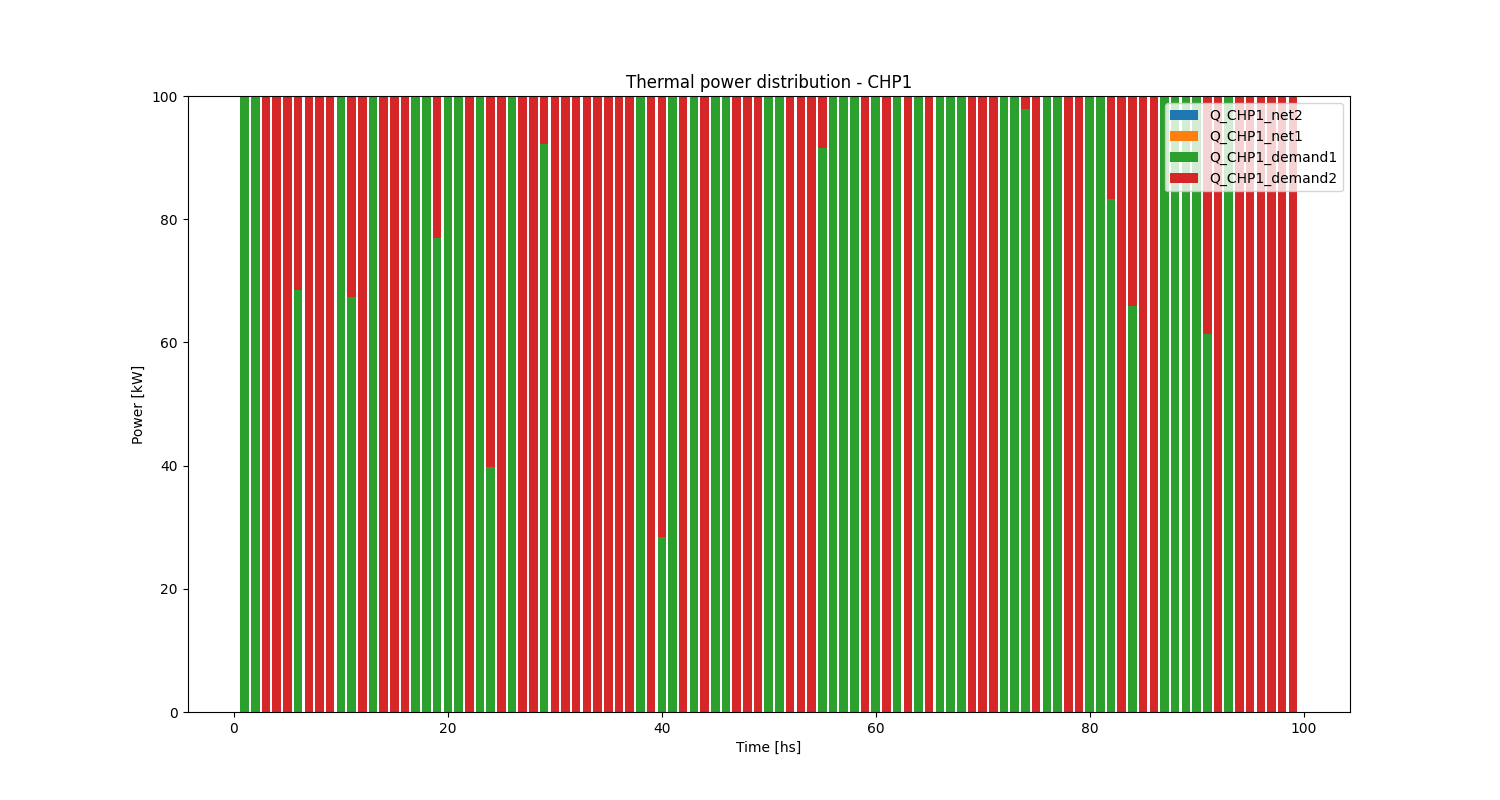 Thermal power distribution - CHP1
100
80
60
40
20
0
Power [kW]
Q_CHP1_net2
Q_CHP1_net1
Q_CHP1_demand1
Q_CHP1_demand2
0 20 40 60 80 100
Time [hs]